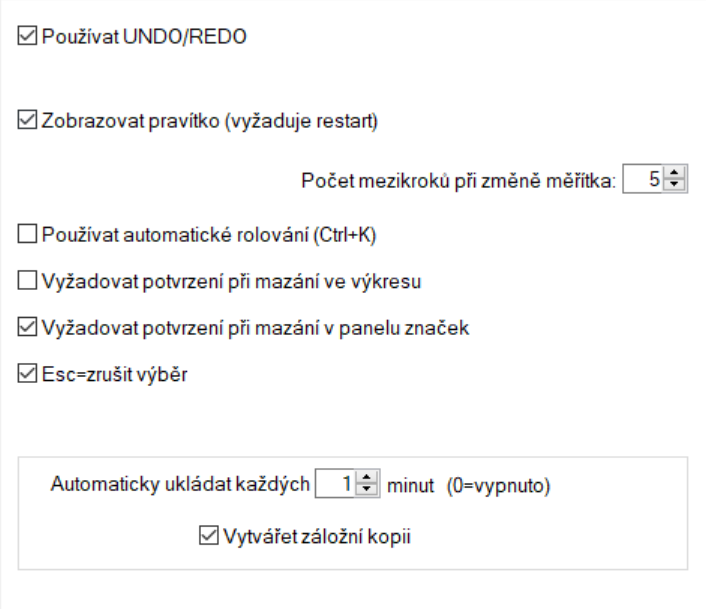 Používat UNDO/REDO
Zobrazovat pravítko (vyžaduje restart)
Počet mezikroků při změně měřítka: 5
Používat automatické rolování (Ctrl+K)
Vyžadovat potvrzení při mazání ve výkresu
Vyžadovat potvrzení při mazání v panelu značek
Esc=zrušit výběr
Automaticky ukládat každých 1 minut (0=vypnuto)
Vytvářet záložní kopii